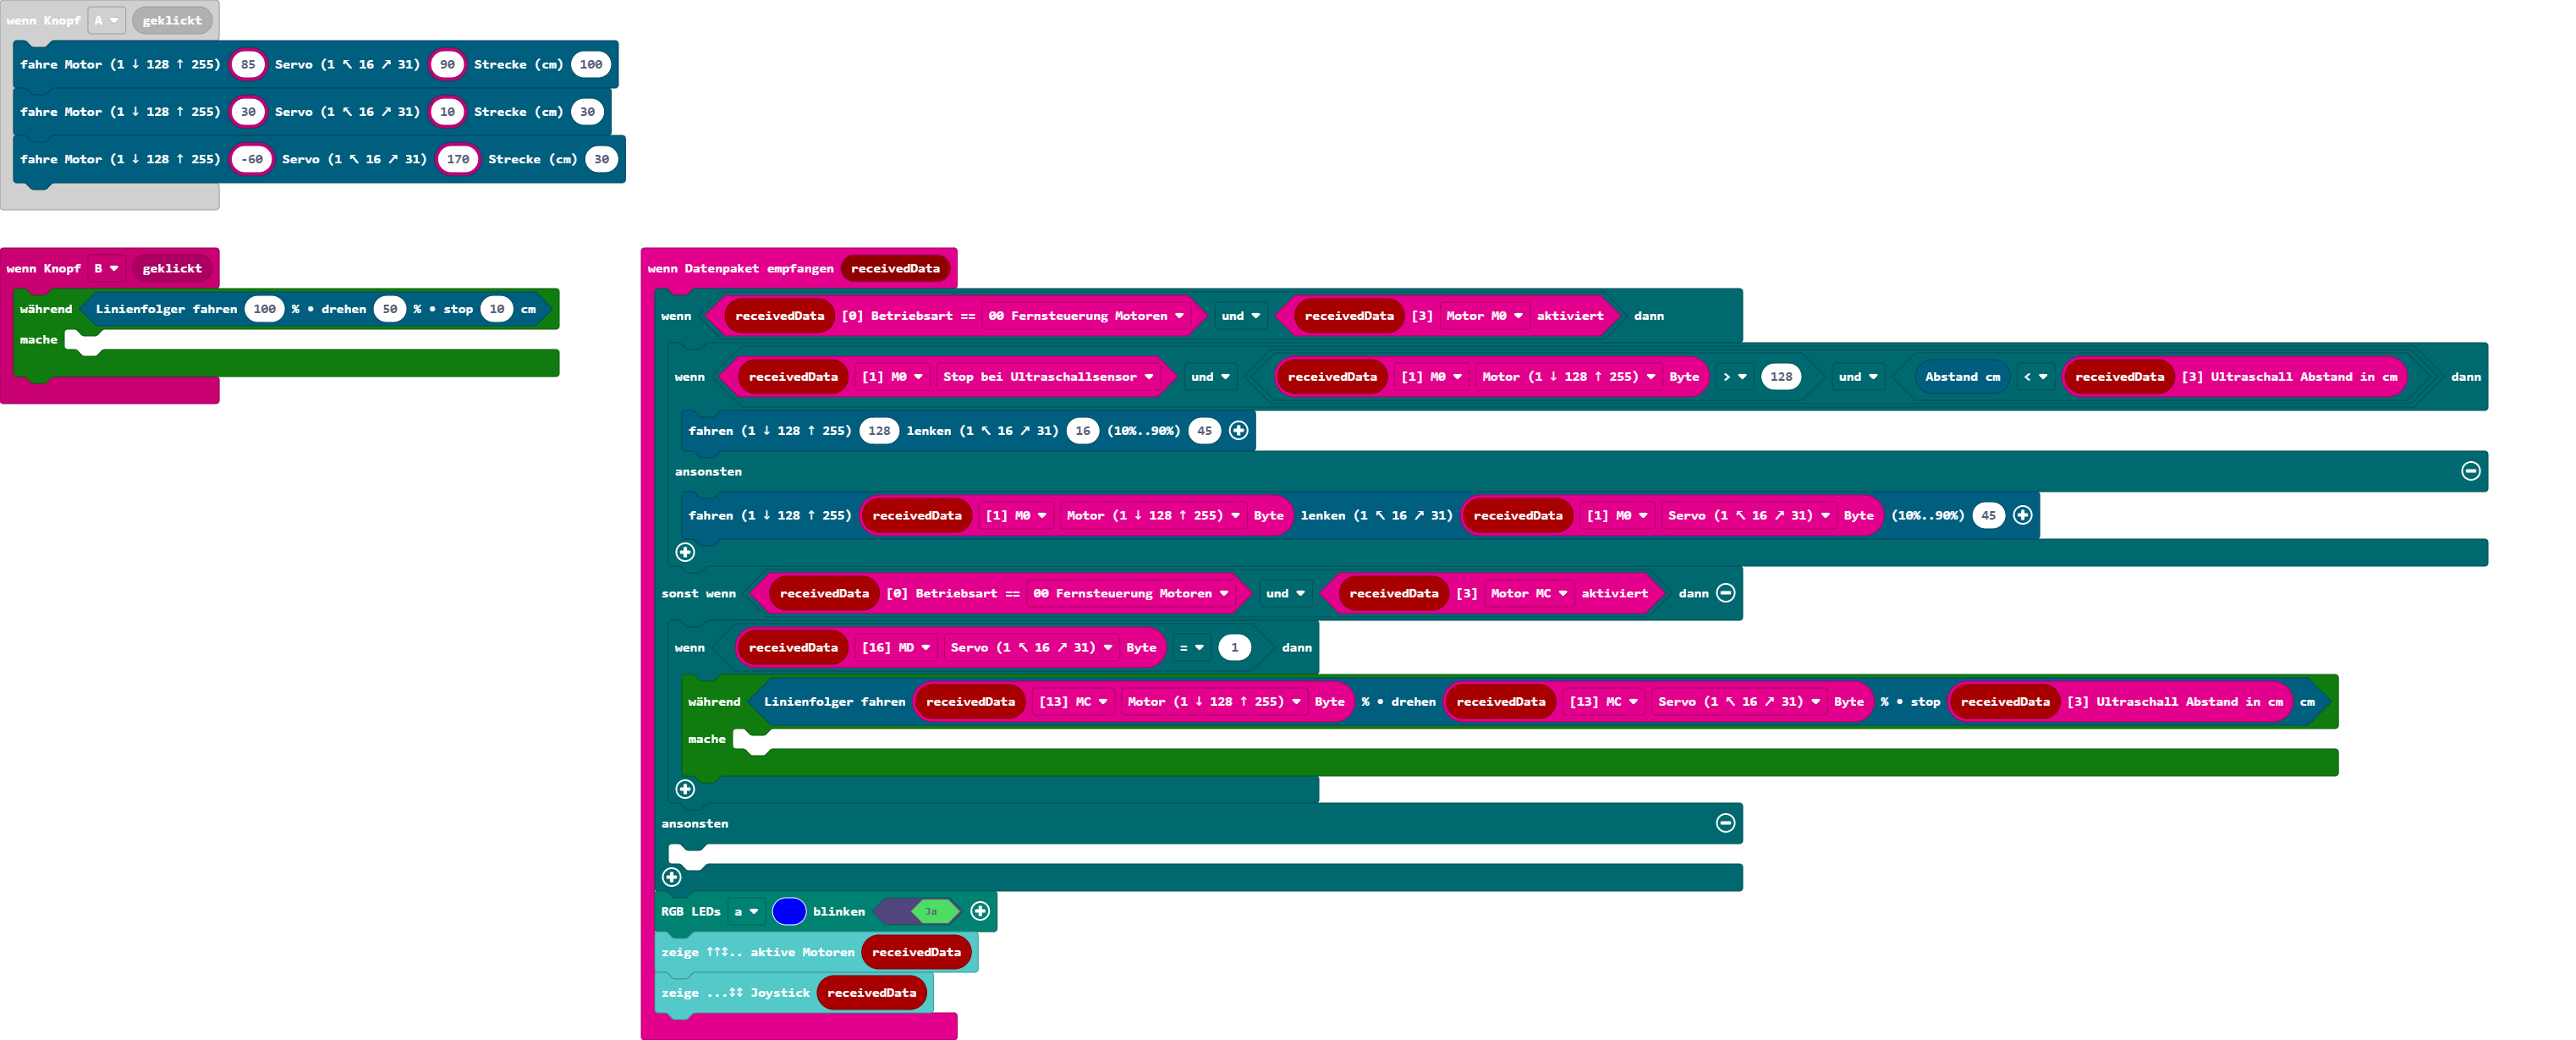 wenn Knopf A geklickt
fahre Motor (1 ↓ 128 ↑ 255) 85 Servo (1 ↖ 16 ↗ 31) 90 Strecke (cm) 100
fahre Motor (1 ↓ 128 ↑ 255) 30 Servo (1 ↖ 16 ↗ 31) 10 Strecke (cm) 30
fahre Motor (1 ↓ 128 ↑ 255) -60 Servo (1 ↖ 16 ↗ 31) 170 Strecke (cm) 30
wenn Knopf B geklickt
während Linienfolger fahren 100 % • drehen 50 % • stop 10 cm
mache
wenn Datenpaket empfangen receivedData
wenn receivedData [0] Betriebsart == 00 Fernsteuerung Motoren und receivedData [3] Motor M0 aktiviert dann
wenn receivedData [1] M0 Stop bei Ultraschallsensor und receivedData [1] M0 Motor (1 ↓ 128 ↑ 255) Byte > 128 und Abstand cm < receivedData [3] Ultraschall Abstand in cm dann
fahren (1 ↓ 128 ↑ 255) 128 lenken (1 ↖ 16 ↗ 31) 16 (10%..90%) 45
ansonsten
fahren (1 ↓ 128 ↑ 255) receivedData [1] M0 Motor (1 ↓ 128 ↑ 255) Byte lenken (1 ↖ 16 ↗ 31) receivedData [1] M0 Servo (1 ↖ 16 ↗ 31) Byte (10%..90%) 45
sonst wenn receivedData [0] Betriebsart == 00 Fernsteuerung Motoren und receivedData [3] Motor MC aktiviert dann
wenn receivedData [16] MD Servo (1 ↖ 16 ↗ 31) Byte = 1 dann
während Linienfolger fahren receivedData [13] MC Motor (1 ↓ 128 ↑ 255) Byte % • drehen receivedData [13] MC Servo (1 ↖ 16 ↗ 31) Byte % • stop receivedData [3] Ultraschall Abstand in cm cm
mache
ansonsten
RGB LEDs a blinken Ja
zeige ↑↑↕.. aktive Motoren receivedData
zeige ...↕↕ Joystick receivedData